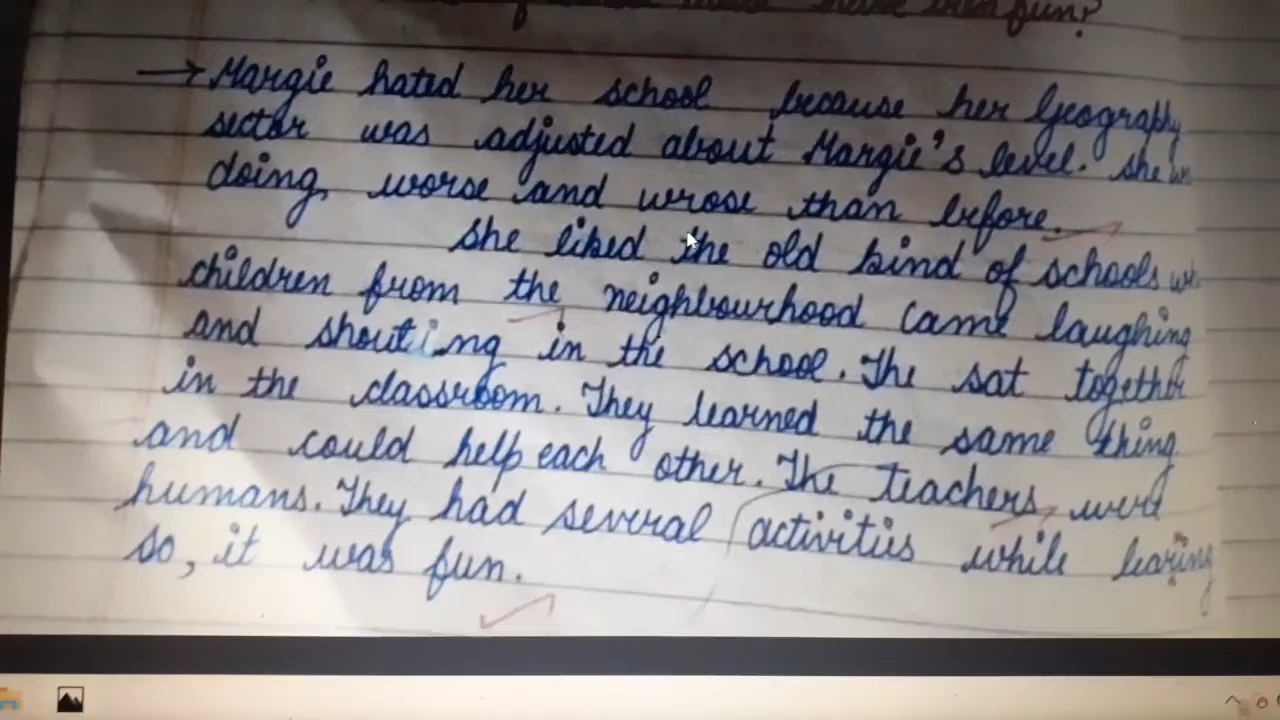 fun?
→ Margie hated her school because her Geography
sector was adjusted about Margie's level. She
doing worse and wrose than before.
She liked the old kind of schools
children from the neighbourhood came laughing
and shouting in the school. The sat together
in the classroom. They learned the same thing
and could help each other. The teachers were
humans. They had several activities while learing
so, it was fun.